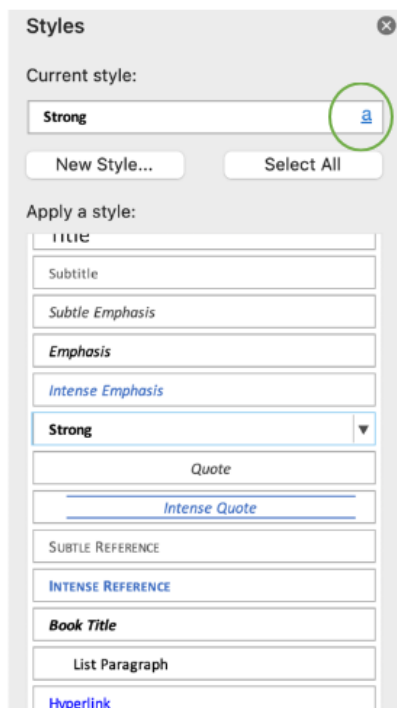 Styles
Current style:
Strong a
New Style... Select All
Apply a style:
Title
Subtitle
Subtle Emphasis
Emphasis
Intense Emphasis
Strong
Quote
Intense Quote
SUBTLE REFERENCE
INTENSE REFERENCE
Book Title
List Paragraph
Hyperlink